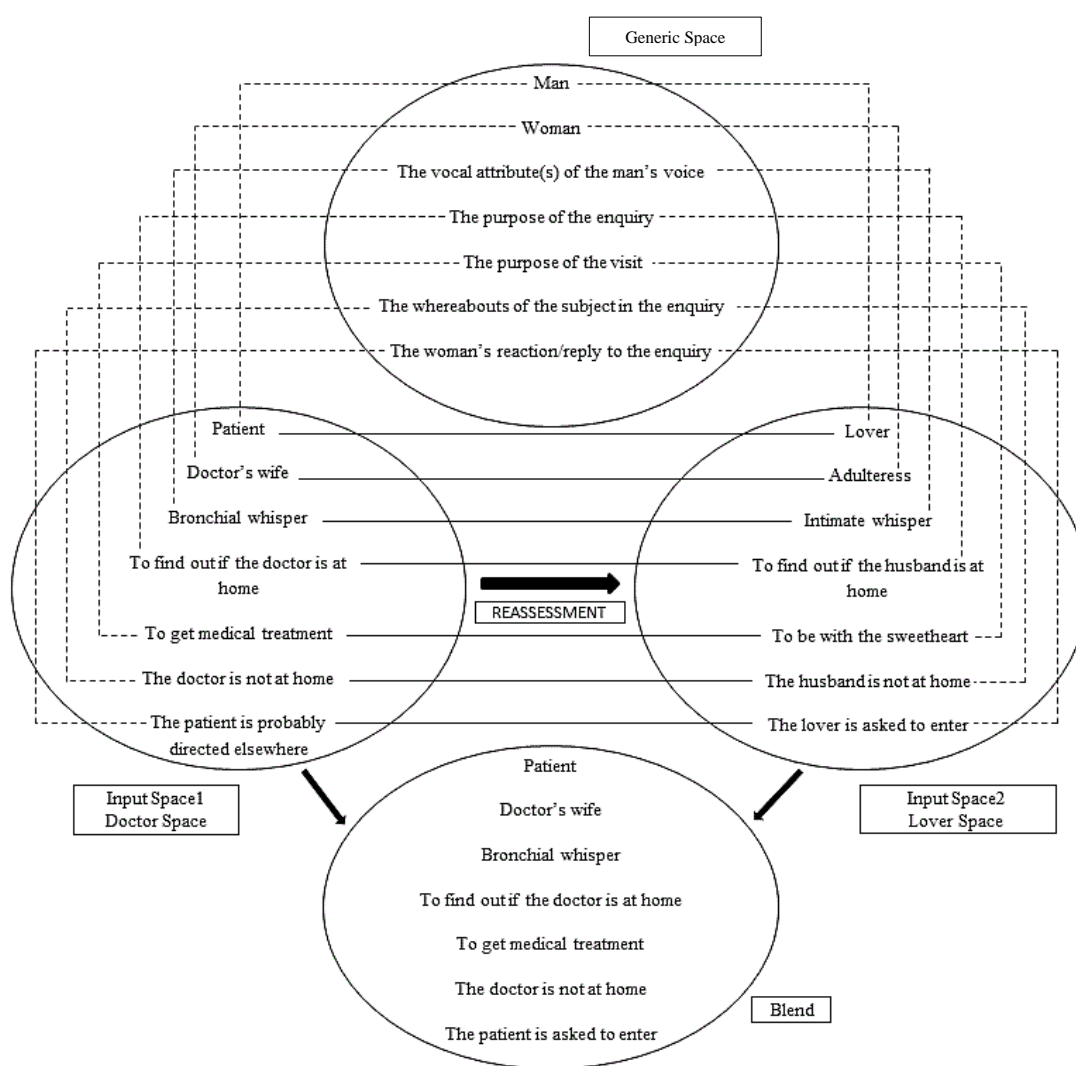 Generic Space
Man
Woman
The vocal attribute(s) of the man's voice
The purpose of the enquiry
The purpose of the visit
The whereabouts of the subject in the enquiry
The woman's reaction/reply to the enquiry
Patient
Doctor's wife
Bronchial whisper
To find out if the doctor is at
home
To get medical treatment
The doctor is not at home
The patient is probably
directed elsewhere
REASSESSMENT
Lover
Adulteress
Intimate whisper
To find out if the husband is at
home
To be with the sweetheart
The husband is not at home
The lover is asked to enter
Input Space1
Doctor Space
Input Space2
Lover Space
Patient
Doctor's wife
Bronchial whisper
To find out if the doctor is at home
To get medical treatment
The doctor is not at home
The patient is asked to enter
Blend